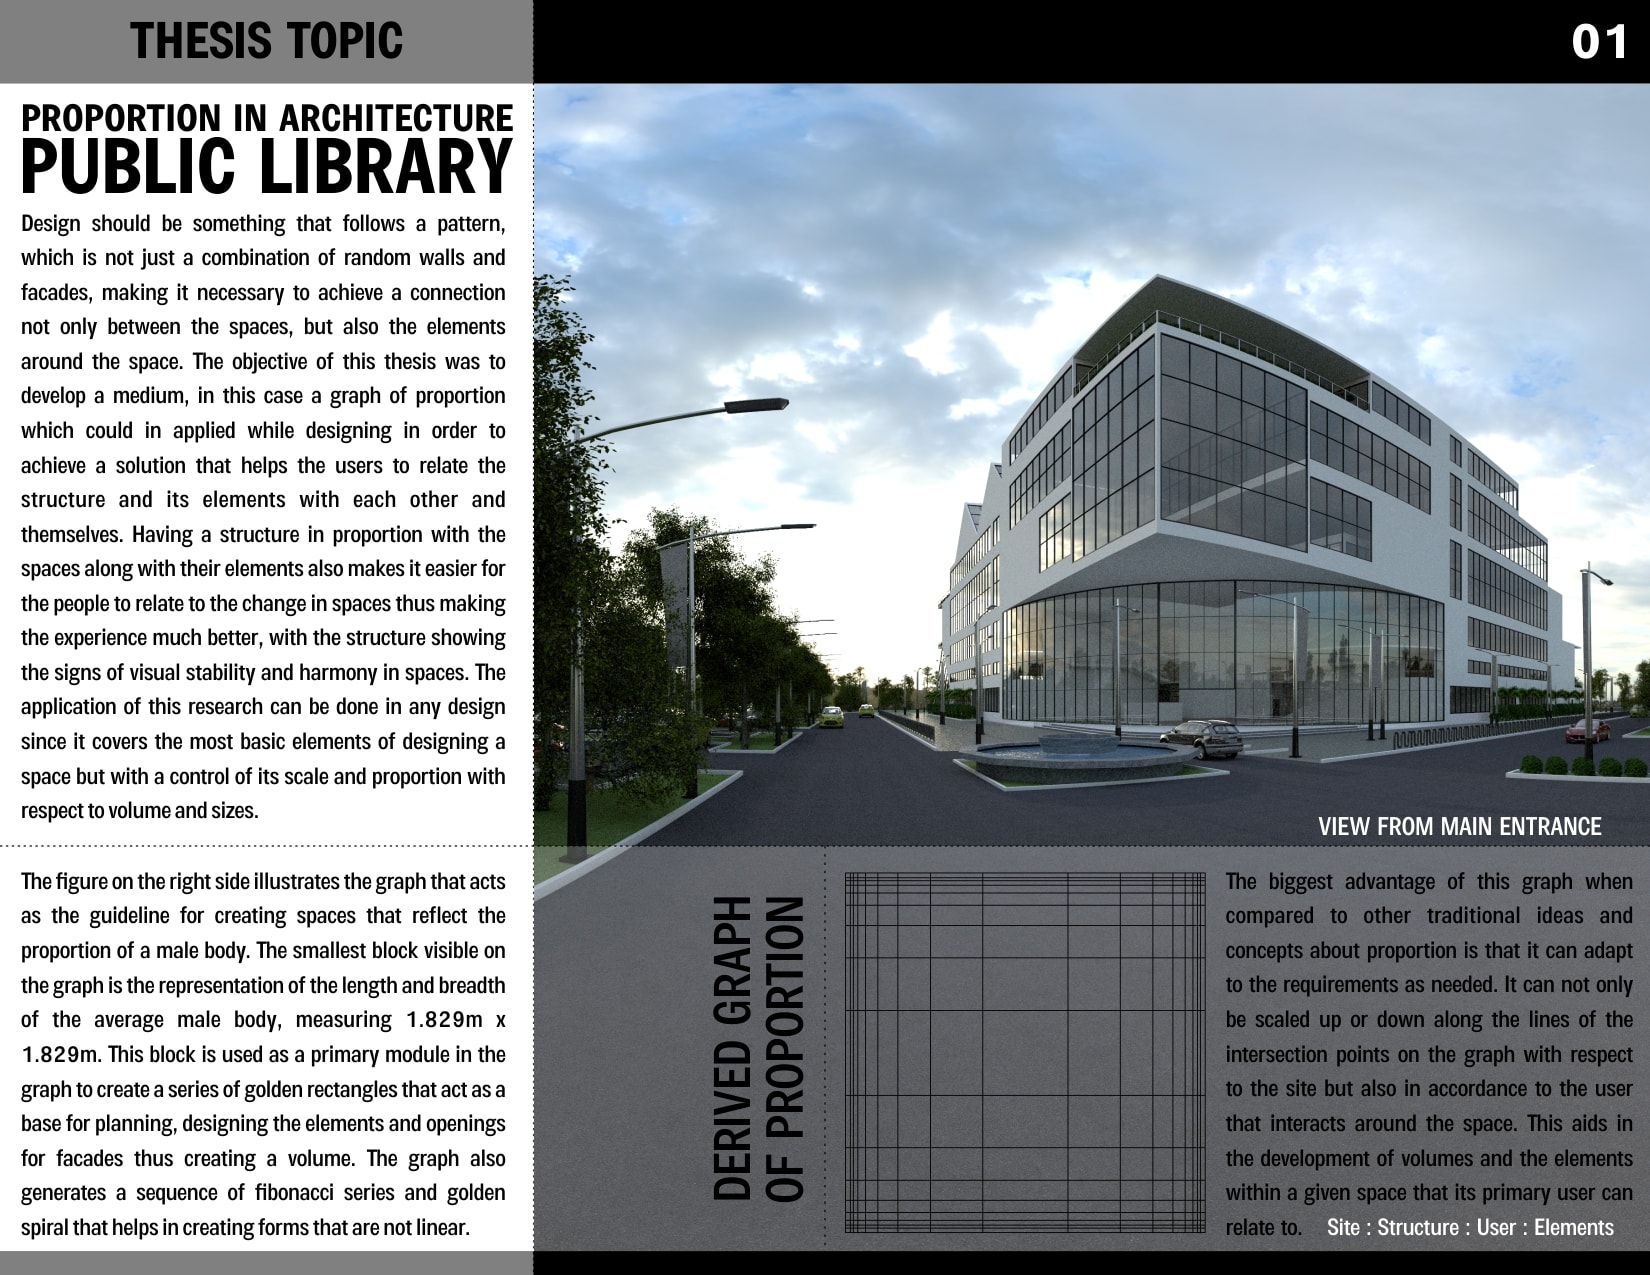 THESIS TOPIC
01
PROPORTION IN ARCHITECTURE
PUBLIC LIBRARY
Design should be something that follows a pattern,
which is not just a combination of random walls and
facades, making it necessary to achieve a connection
not only between the spaces, but also the elements
around the space. The objective of this thesis was to
develop a medium, in this case a graph of proportion
which could in applied while designing in order to
achieve a solution that helps the users to relate the
structure and its elements with each other and
themselves. Having a structure in proportion with the
spaces along with their elements also makes it easier for
the people to relate to the change in spaces thus making
the experience much better, with the structure showing
the signs of visual stability and harmony in spaces. The
application of this research can be done in any design
since it covers the most basic elements of designing a
space but with a control of its scale and proportion with
respect to volume and sizes.
VIEW FROM MAIN ENTRANCE
The figure on the right side illustrates the graph that acts
as the guideline for creating spaces that reflect the
proportion of a male body. The smallest block visible on
the graph is the representation of the length and breadth
of the average male body, measuring 1.829m x
1.829m. This block is used as a primary module in the
graph to create a series of golden rectangles that act as a
base for planning, designing the elements and openings
for facades thus creating a volume. The graph also
generates a sequence of fibonacci series and golden
spiral that helps in creating forms that are not linear.
DERIVED GRAPH
OF PROPORTION
The biggest advantage of this graph when
compared to other traditional ideas and
concepts about proportion is that it can adapt
to the requirements as needed. It can not only
be scaled up or down along the lines of the
intersection points on the graph with respect
to the site but also in accordance to the user
that interacts around the space. This aids in
the development of volumes and the elements
within a given space that its primary user can
relate to. Site : Structure : User : Elements